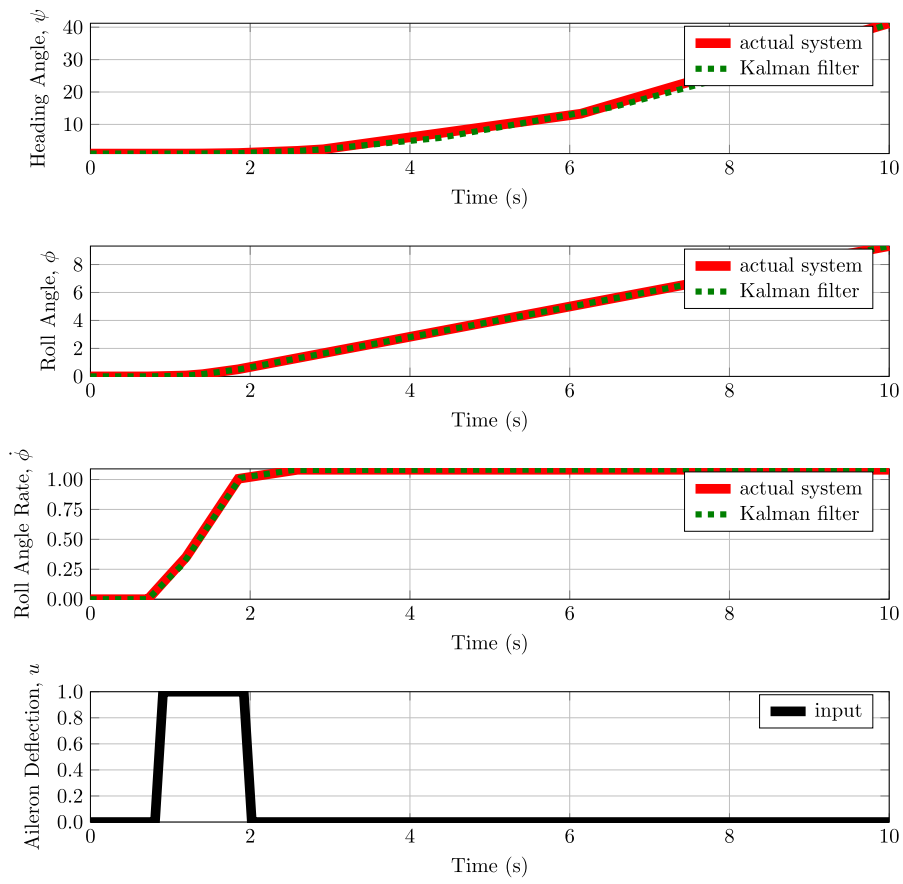 Heading Angle, ψ
40
30
20
10
actual system
Kalman filter
0 2 4 6 8 10
Time (s)
Roll Angle, ϕ
8
6
4
2
0
actual system
Kalman filter
0 2 4 6 8 10
Time (s)
Roll Angle Rate, ϕ̇
1.00
0.75
0.50
0.25
0.00
actual system
Kalman filter
0 2 4 6 8 10
Time (s)
Aileron Deflection, u
1.0
0.8
0.6
0.4
0.2
0.0
input
0 2 4 6 8 10
Time (s)